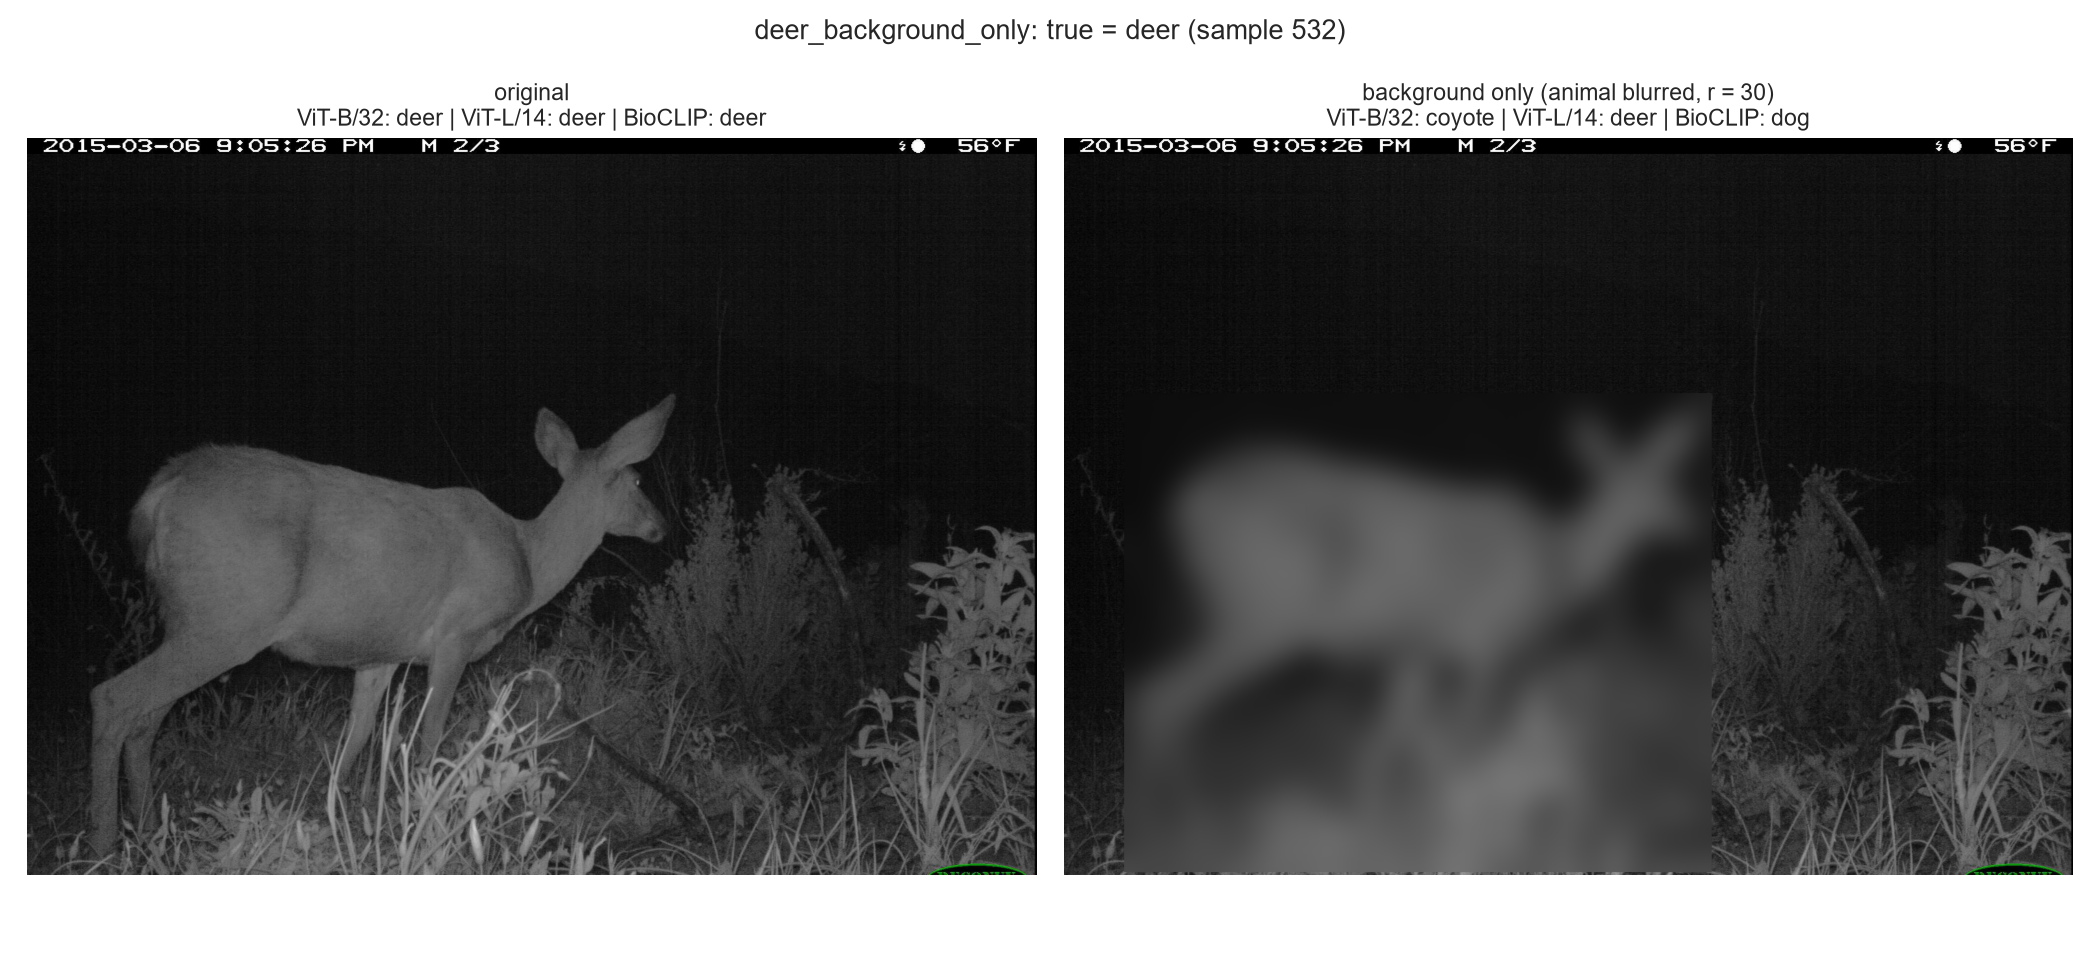 deer_background_only: true = deer (sample 532)
original
ViT-B/32: deer | ViT-L/14: deer | BioCLIP: deer
2015-03-06 9:05:26 PM M 2/3 56°F
background only (animal blurred, r = 30)
ViT-B/32: coyote | ViT-L/14: deer | BioCLIP: dog
2015-03-06 9:05:26 PM M 2/3 56°F